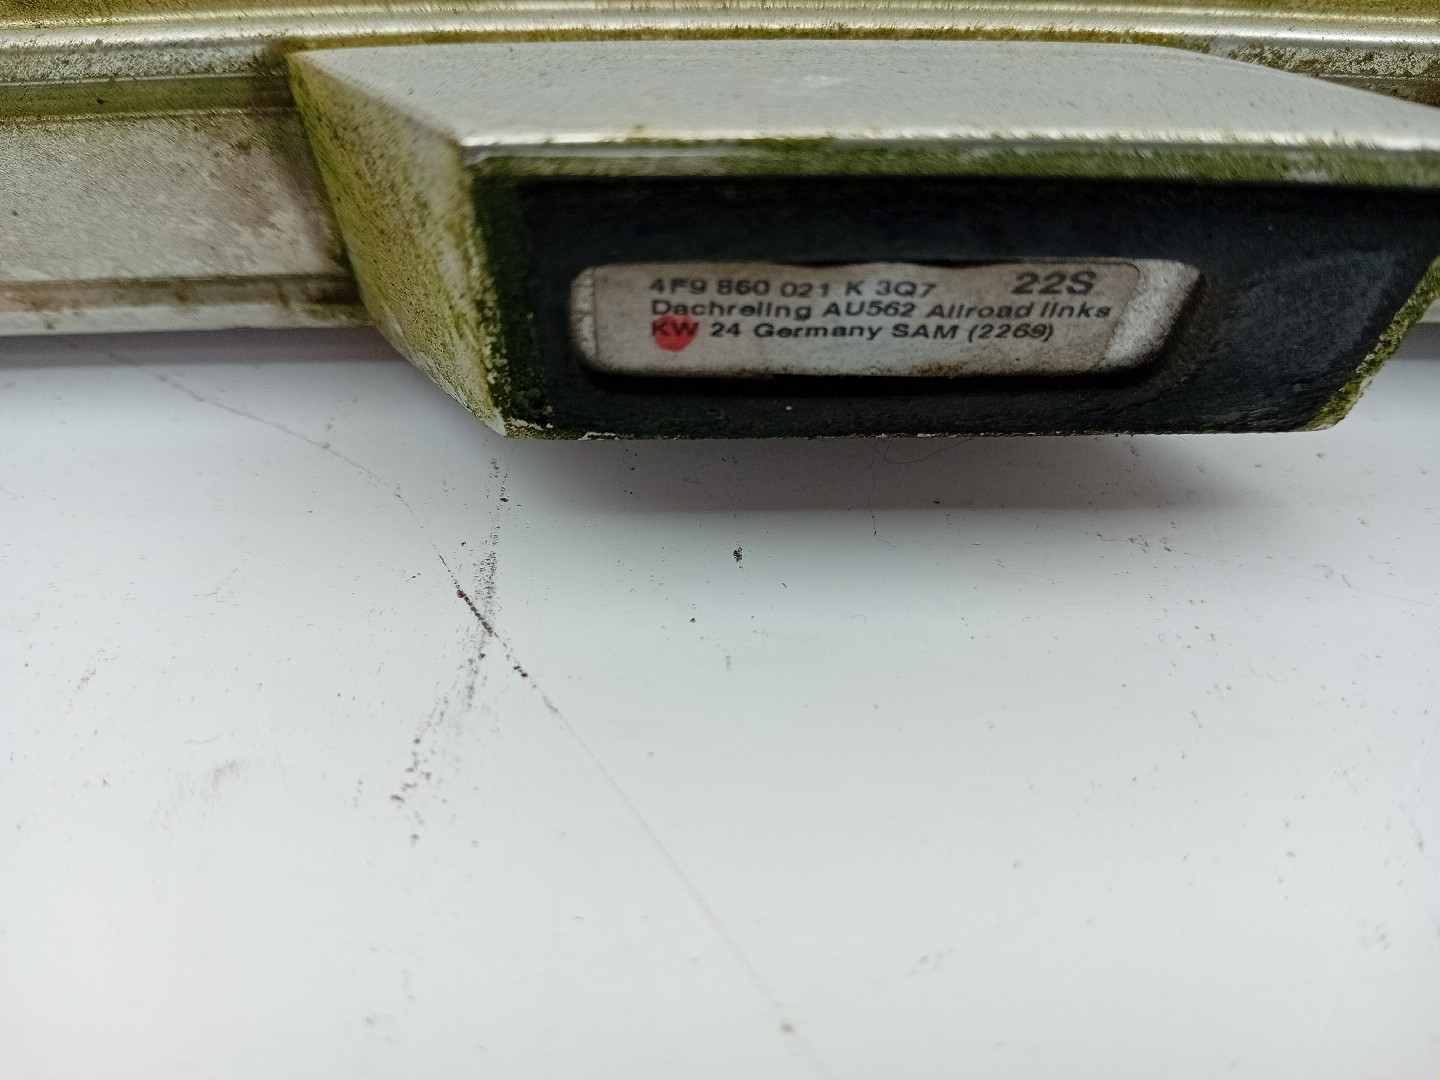 4F9 860 021 K 3Q7 22S
Dachreling AU562 Allroad links
KW 24 Germany SAM (2269)